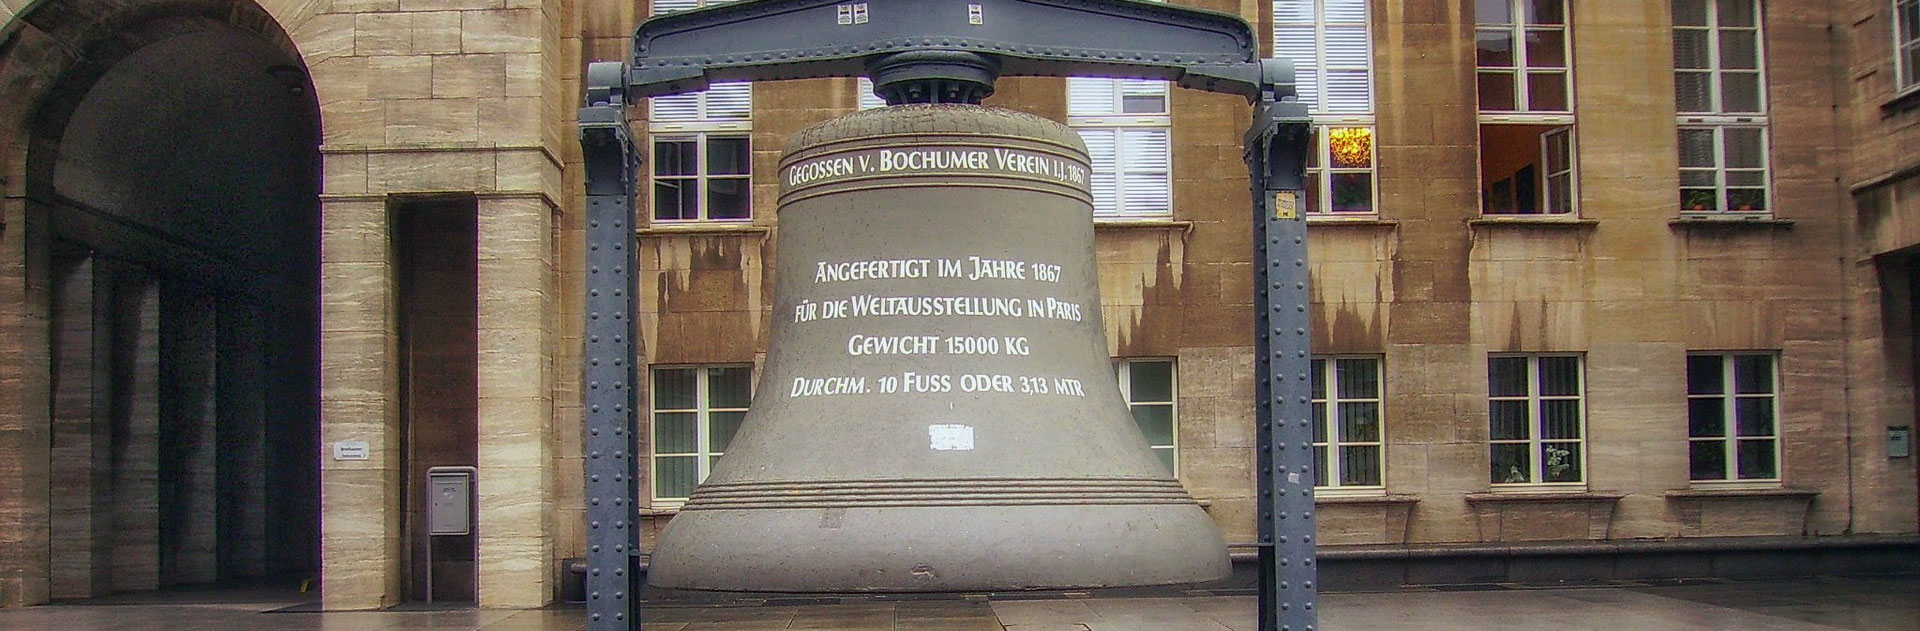 GEGOSSEN V. BOCHUMER VEREIN I.J. 1867
ANGEFERTIGT IM JAHRE 1867
FÜR DIE WELTAUSSTELLUNG IN PARIS
GEWICHT 15000 KG
DURCHM. 10 FUSS ODER 3,13 MTR